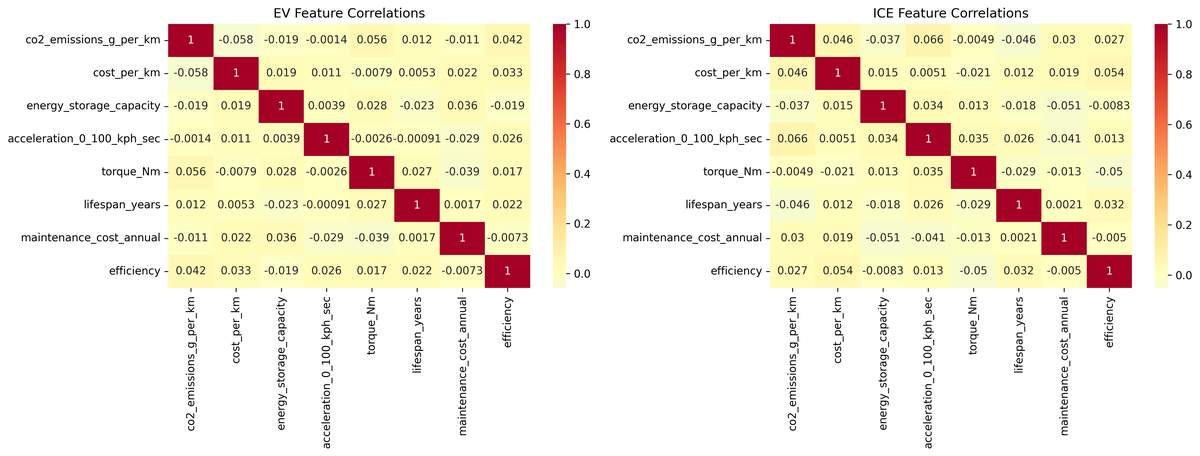 EV Feature Correlations
co2_emissions_g_per_km 1 -0.058 -0.019 -0.0014 0.056 0.012 -0.011 0.042
cost_per_km -0.058 1 0.019 0.011 -0.0079 0.0053 0.022 0.033
energy_storage_capacity -0.019 0.019 1 0.0039 0.028 -0.023 0.036 -0.019
acceleration_0_100_kph_sec -0.0014 0.011 0.0039 1 -0.0026 -0.00091 -0.029 0.026
torque_Nm 0.056 -0.0079 0.028 -0.0026 1 0.027 -0.039 0.017
lifespan_years 0.012 0.0053 -0.023 -0.00091 0.027 1 0.0017 0.022
maintenance_cost_annual -0.011 0.022 0.036 -0.029 -0.039 0.0017 1 -0.0073
efficiency 0.042 0.033 -0.019 0.026 0.017 0.022 -0.0073 1
co2_emissions_g_per_km
cost_per_km
energy_storage_capacity
acceleration_0_100_kph_sec
torque_Nm
lifespan_years
maintenance_cost_annual
efficiency
1.0
0.8
0.6
0.4
0.2
0.0
ICE Feature Correlations
co2_emissions_g_per_km 1 0.046 -0.037 0.066 -0.0049 -0.046 0.03 0.027
cost_per_km 0.046 1 0.015 0.0051 -0.021 0.012 0.019 0.054
energy_storage_capacity -0.037 0.015 1 0.034 0.013 -0.018 -0.051 -0.0083
acceleration_0_100_kph_sec 0.066 0.0051 0.034 1 0.035 0.026 -0.041 0.013
torque_Nm -0.0049 -0.021 0.013 0.035 1 -0.029 -0.013 -0.05
lifespan_years -0.046 0.012 -0.018 0.026 -0.029 1 0.0021 0.032
maintenance_cost_annual 0.03 0.019 -0.051 -0.041 -0.013 0.0021 1 -0.005
efficiency 0.027 0.054 -0.0083 0.013 -0.05 0.032 -0.005 1
co2_emissions_g_per_km
cost_per_km
energy_storage_capacity
acceleration_0_100_kph_sec
torque_Nm
lifespan_years
maintenance_cost_annual
efficiency
1.0
0.8
0.6
0.4
0.2
0.0